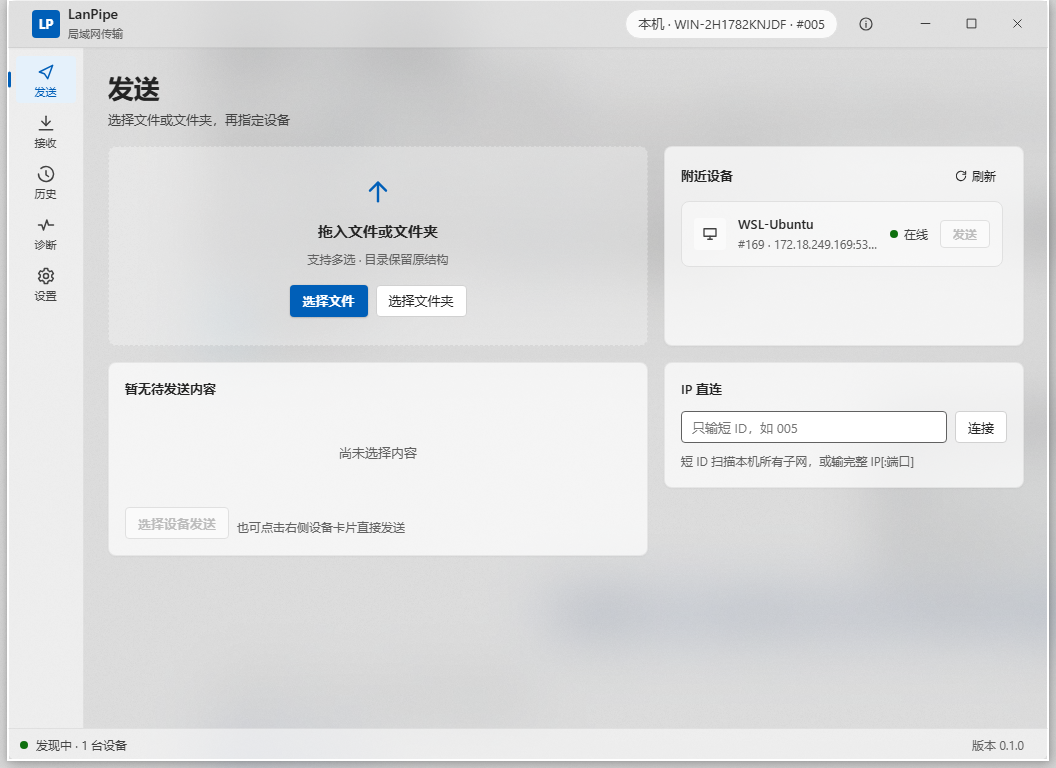 LP
LanPipe
局域网传输
本机 · WIN-2H1782KNJDF · #005
发送
接收
历史
诊断
设置
发送
选择文件或文件夹，再指定设备
拖入文件或文件夹
支持多选 · 目录保留原结构
选择文件
选择文件夹
附近设备
刷新
WSL-Ubuntu
#169 · 172.18.249.169:53...
在线
发送
暂无待发送内容
尚未选择内容
选择设备发送
也可点击右侧设备卡片直接发送
IP 直连
只输短 ID，如 005
连接
短 ID 扫描本机所有子网，或输完整 IP[:端口]
发现中 · 1 台设备
版本 0.1.0